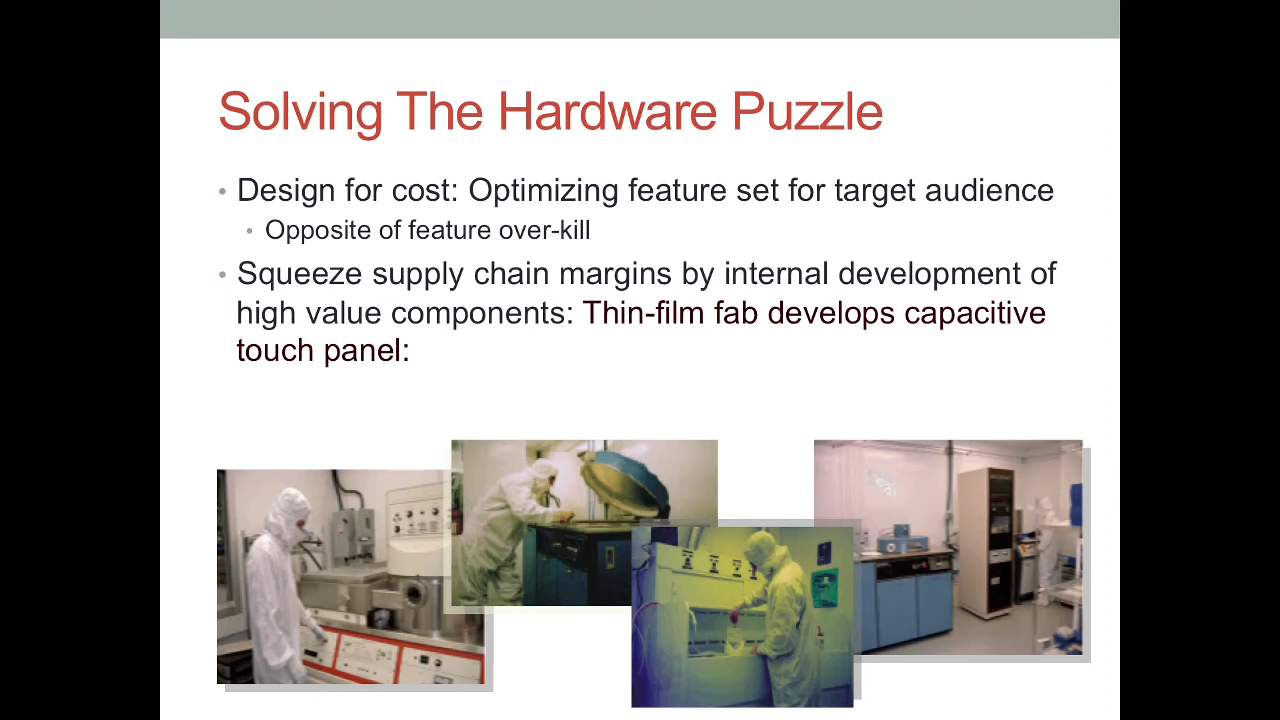 Solving The Hardware Puzzle
• Design for cost: Optimizing feature set for target audience
• Opposite of feature over-kill
• Squeeze supply chain margins by internal development of
high value components: Thin-film fab develops capacitive
touch panel: